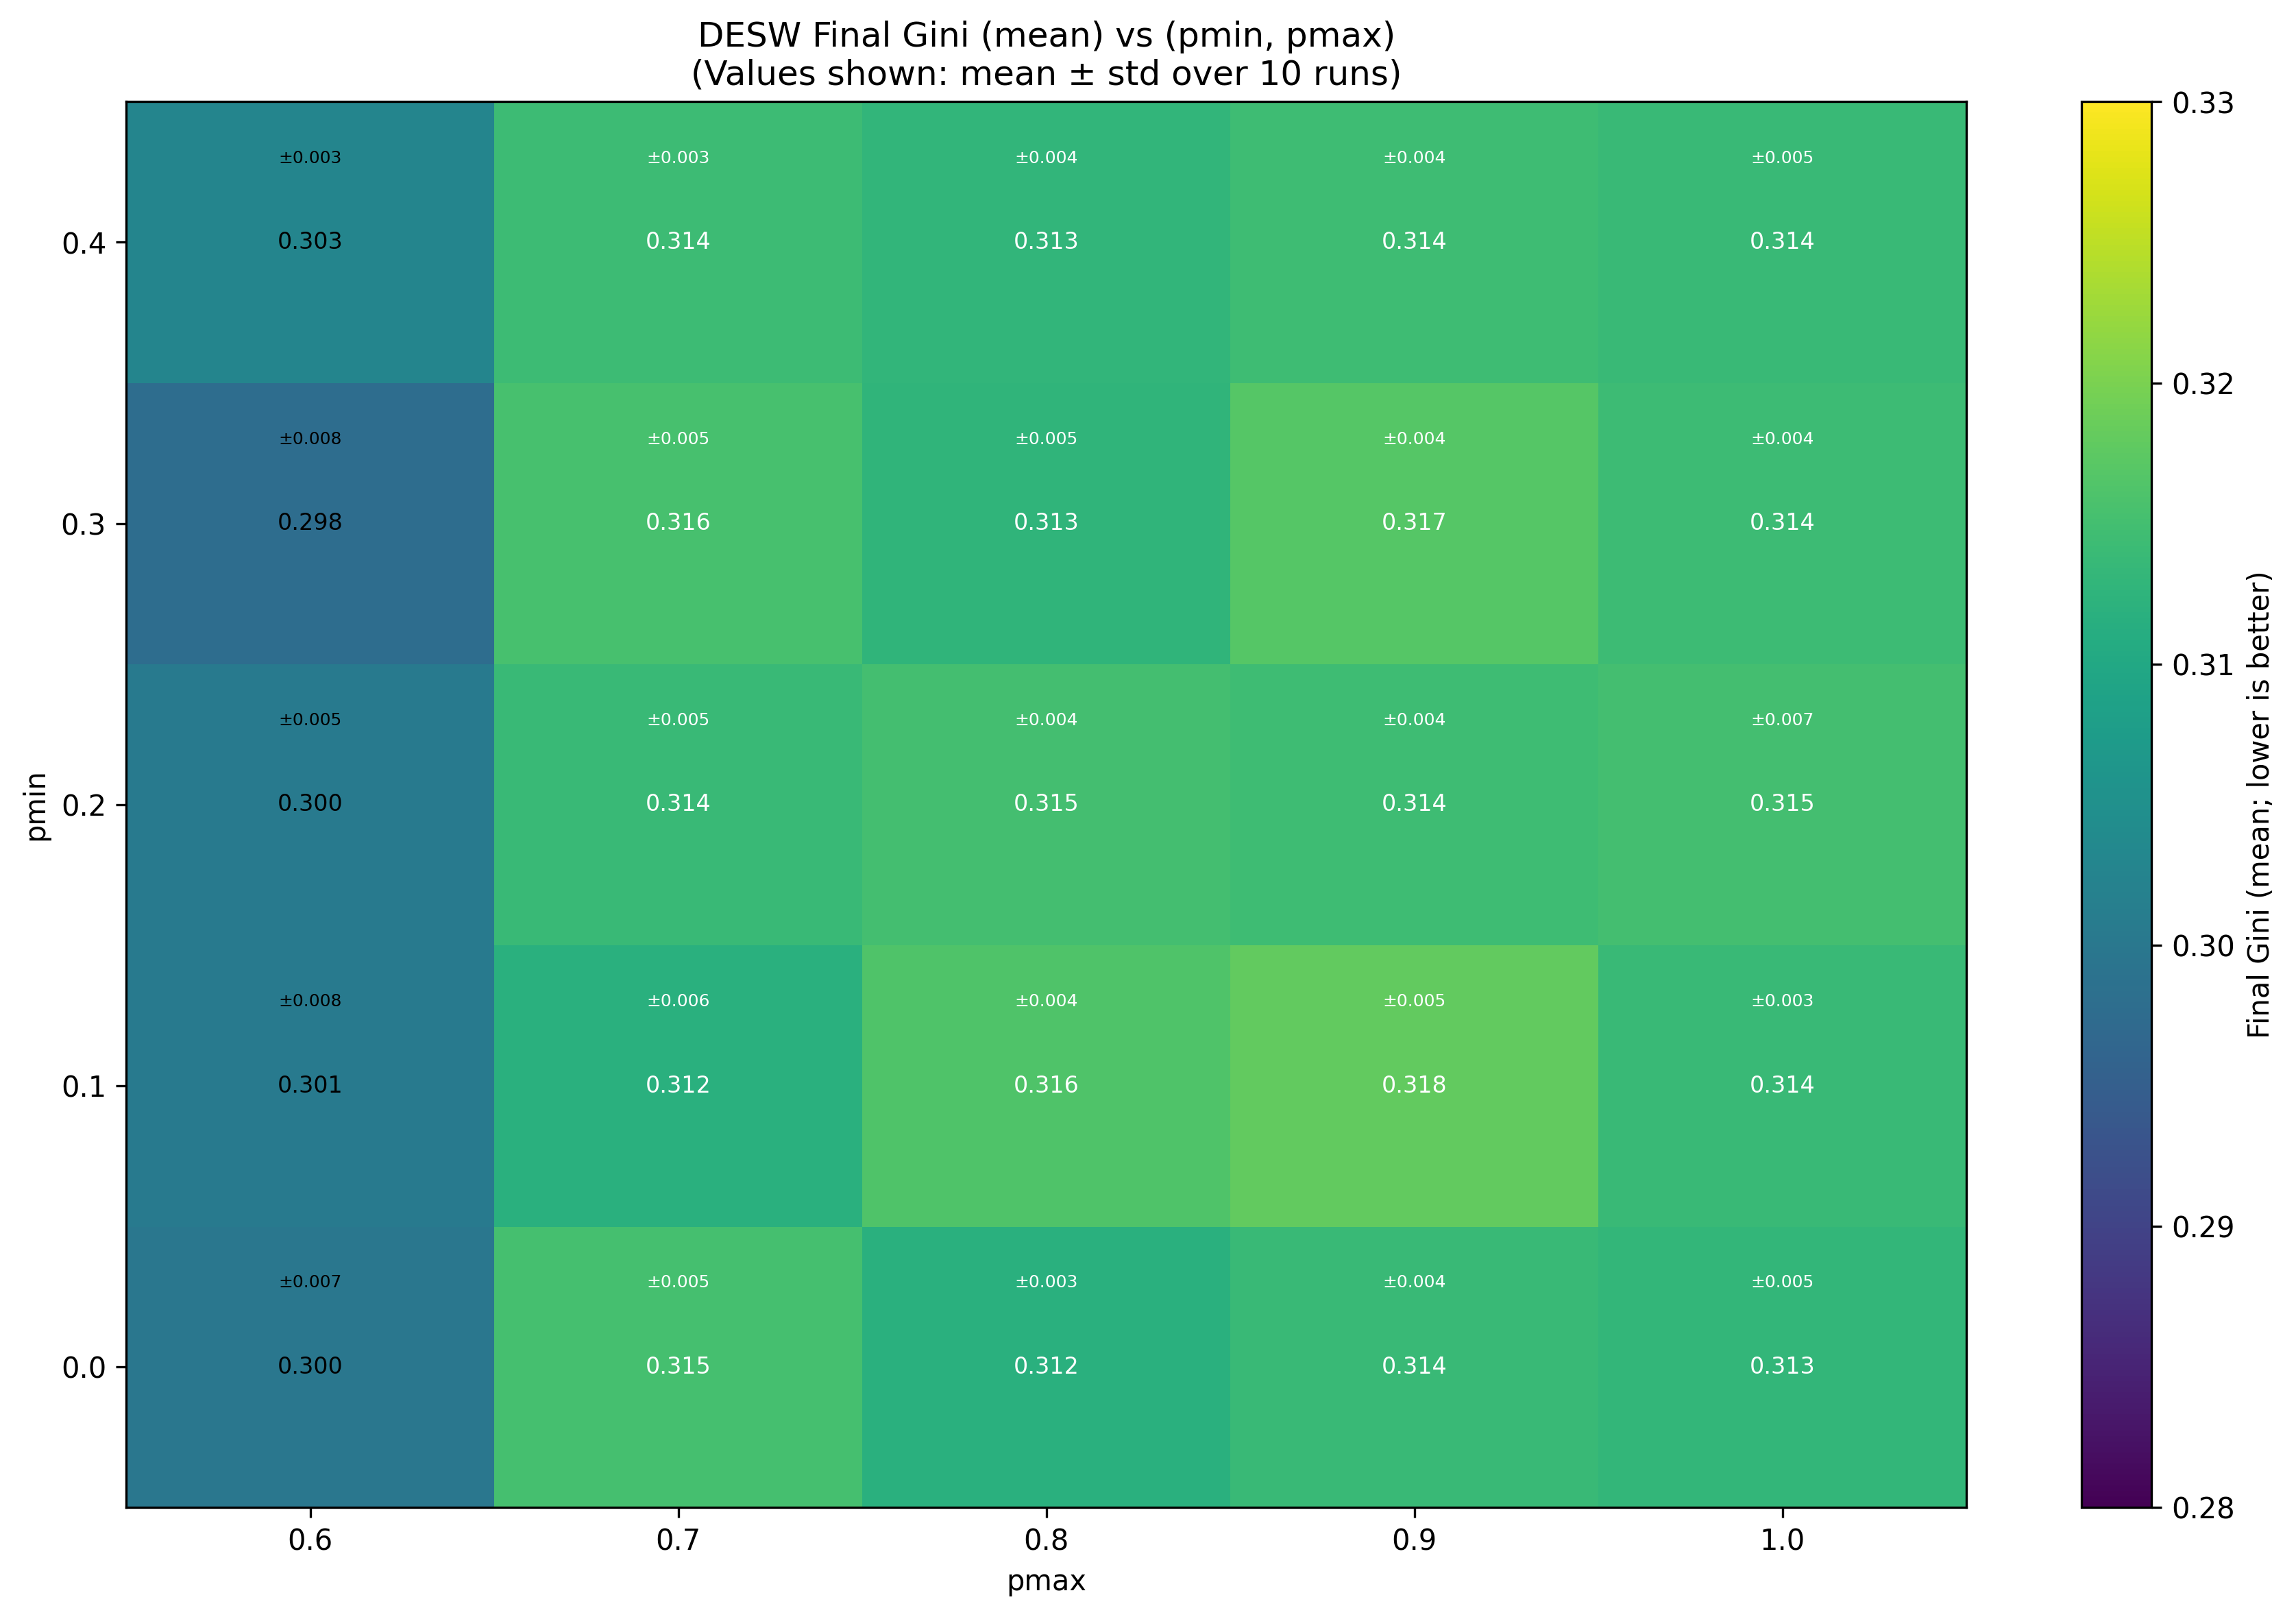 DESW Final Gini (mean) vs (pmin, pmax)
(Values shown: mean ± std over 10 runs)
±0.003 ±0.003 ±0.004 ±0.004 ±0.005
0.4 0.303 0.314 0.313 0.314 0.314
±0.008 ±0.005 ±0.005 ±0.004 ±0.004
0.3 0.298 0.316 0.313 0.317 0.314
±0.005 ±0.005 ±0.004 ±0.004 ±0.007
0.2 0.300 0.314 0.315 0.314 0.315
±0.008 ±0.006 ±0.004 ±0.005 ±0.003
0.1 0.301 0.312 0.316 0.318 0.314
±0.007 ±0.005 ±0.003 ±0.004 ±0.005
0.0 0.300 0.315 0.312 0.314 0.313
0.6 0.7 0.8 0.9 1.0
pmax
pmin
0.33
0.32
0.31
0.30
0.29
0.28
Final Gini (mean; lower is better)